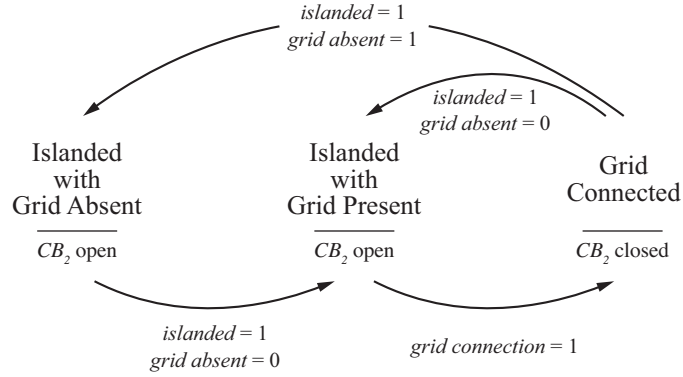 islanded = 1
grid absent = 1
islanded = 1
grid absent = 0
Islanded
with
Grid Absent
CB₂ open
Islanded
with
Grid Present
CB₂ open
Grid
Connected
CB₂ closed
islanded = 1
grid absent = 0
grid connection = 1